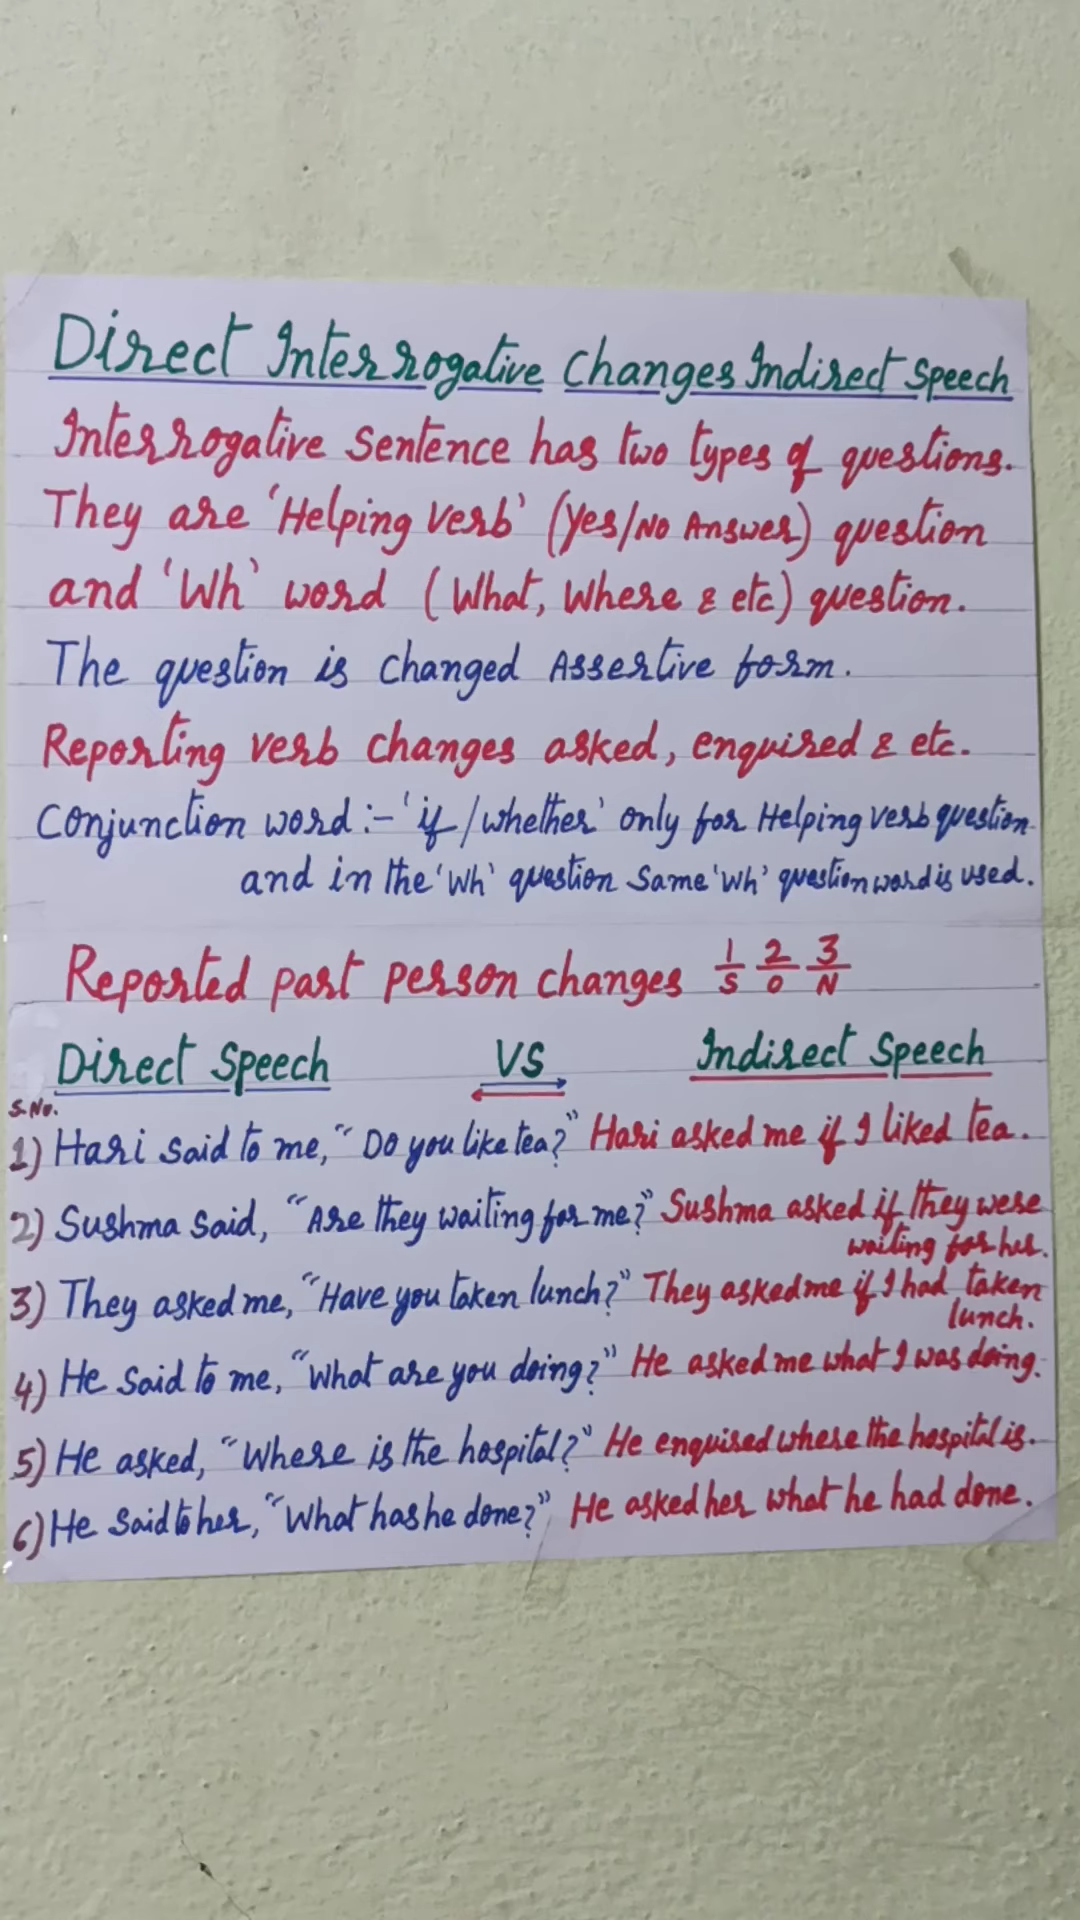 Direct Interrogative Changes Indirect Speech
Interrogative Sentence has two types of questions.
They are 'Helping verb' (Yes/No Answer) question
and 'Wh' word (What, Where & etc) question.
The question is changed Assertive form.
Reporting verb changes asked, enquired & etc.
Conjunction word :- 'if/whether' only for Helping verb question
and in the 'Wh' question Same 'Wh' question word is used.
Reported part person changes 1/S 2/O 3/N
Direct Speech VS Indirect Speech
S.No.
1) Hari said to me, "Do you like tea?" Hari asked me if I liked tea.
2) Sushma said, "Are they waiting for me?" Sushma asked if they were
waiting for her.
3) They asked me, "Have you taken lunch?" They asked me if I had taken
lunch.
4) He said to me, "What are you doing?" He asked me what I was doing.
5) He asked, "Where is the hospital?" He enquired where the hospital is.
6) He said to her, "What has he done?" He asked her what he had done.